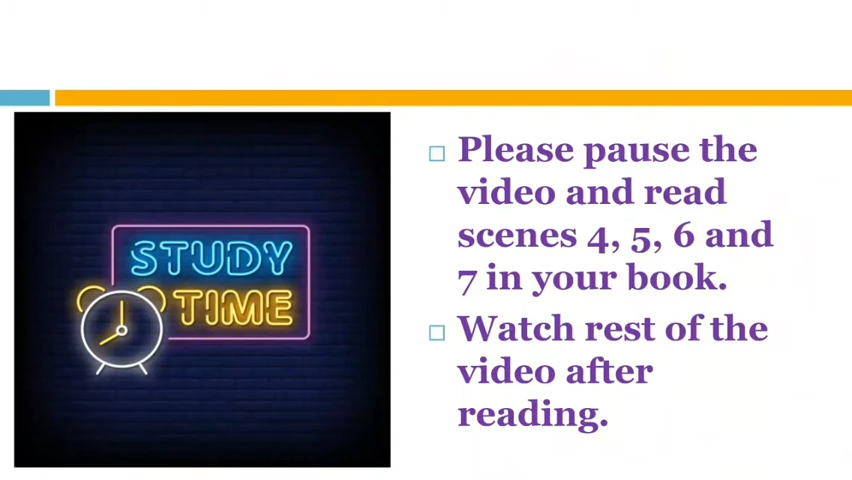 STUDY
TIME
Please pause the
video and read
scenes 4, 5, 6 and
7 in your book.
Watch rest of the
video after
reading.